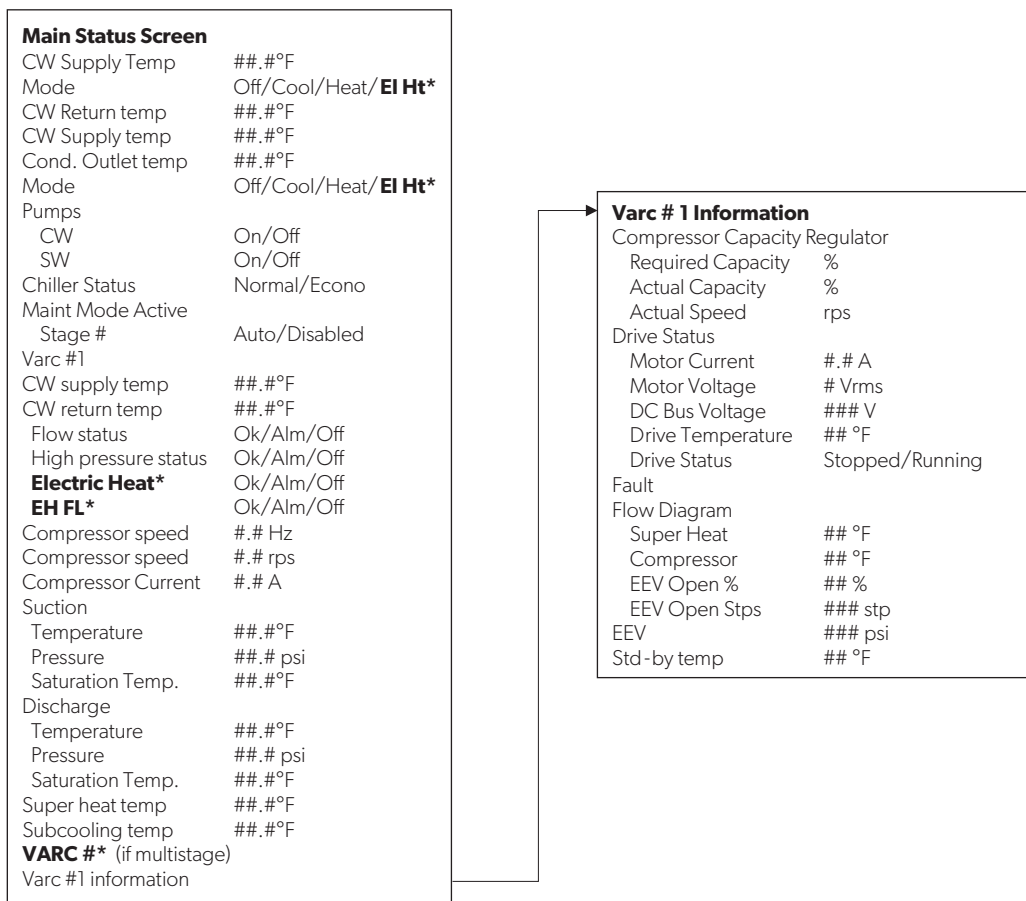 Main Status Screen
CW Supply Temp ##.#°F
Mode Off/Cool/Heat/El Ht*
CW Return temp ##.#°F
CW Supply temp ##.#°F
Cond. Outlet temp ##.#°F
Mode Off/Cool/Heat/El Ht*
Pumps
CW On/Off
SW On/Off
Chiller Status Normal/Econo
Maint Mode Active
Stage # Auto/Disabled
Varc #1
CW supply temp ##.#°F
CW return temp ##.#°F
Flow status Ok/Alm/Off
High pressure status Ok/Alm/Off
Electric Heat* Ok/Alm/Off
EH FL* Ok/Alm/Off
Compressor speed #.# Hz
Compressor speed #.# rps
Compressor Current #.# A
Suction
Temperature ##.#°F
Pressure ##.# psi
Saturation Temp. ##.#°F
Discharge
Temperature ##.#°F
Pressure ##.# psi
Saturation Temp. ##.#°F
Super heat temp ##.#°F
Subcooling temp ##.#°F
VARC #* (if multistage)
Varc #1 information
Varc # 1 Information
Compressor Capacity Regulator
Required Capacity %
Actual Capacity %
Actual Speed rps
Drive Status
Motor Current #.# A
Motor Voltage # Vrms
DC Bus Voltage ### V
Drive Temperature ## °F
Drive Status Stopped/Running
Fault
Flow Diagram
Super Heat ## °F
Compressor ## °F
EEV Open % ## %
EEV Open Stps ### stp
EEV ### psi
Std-by temp ## °F